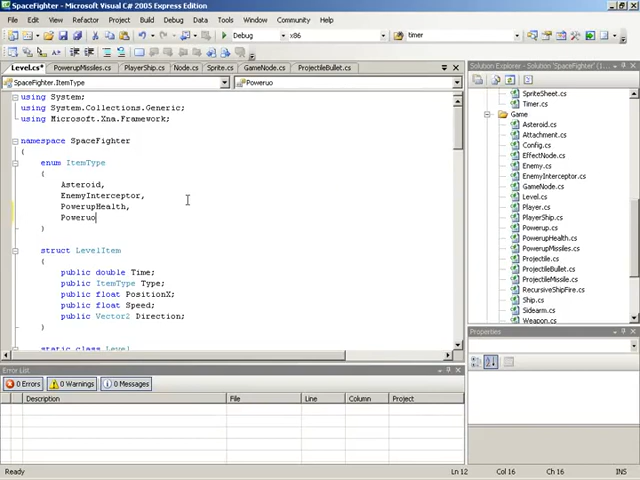 SpaceFighter - Microsoft Visual C# 2005 Express Edition
File Edit View Refactor Project Build Debug Data Tools Window Community Help
Debug x86 timer
Level.cs* PowerupMissiles.cs PlayerShip.cs Node.cs Sprite.cs GameNode.cs ProjectileBullet.cs
SpaceFighter.ItemType Poweruo
using System;
using System.Collections.Generic;
using Microsoft.Xna.Framework;
namespace SpaceFighter
{
enum ItemType
{
Asteroid,
EnemyInterceptor,
PowerupHealth,
Poweruo
}
struct LevelItem
{
public double Time;
public ItemType Type;
public float PositionX;
public float Speed;
public Vector2 Direction;
}
static class Level
Solution Explorer - SpaceFighter
SpriteSheet.cs
Timer.cs
Game
Asteroid.cs
Attachment.cs
Config.cs
EffectNode.cs
Enemy.cs
EnemyInterceptor.cs
GameNode.cs
Level.cs
Player.cs
PlayerShip.cs
Powerup.cs
PowerupHealth.cs
PowerupMissiles.cs
Projectile.cs
ProjectileBullet.cs
ProjectileMissile.cs
RecursiveShipFire.cs
Ship.cs
Sidearm.cs
Weapon.cs
Properties
Error List
0 Errors 0 Warnings 0 Messages
Description File Line Column Project
Ready Ln 12 Col 16 Ch 16 INS